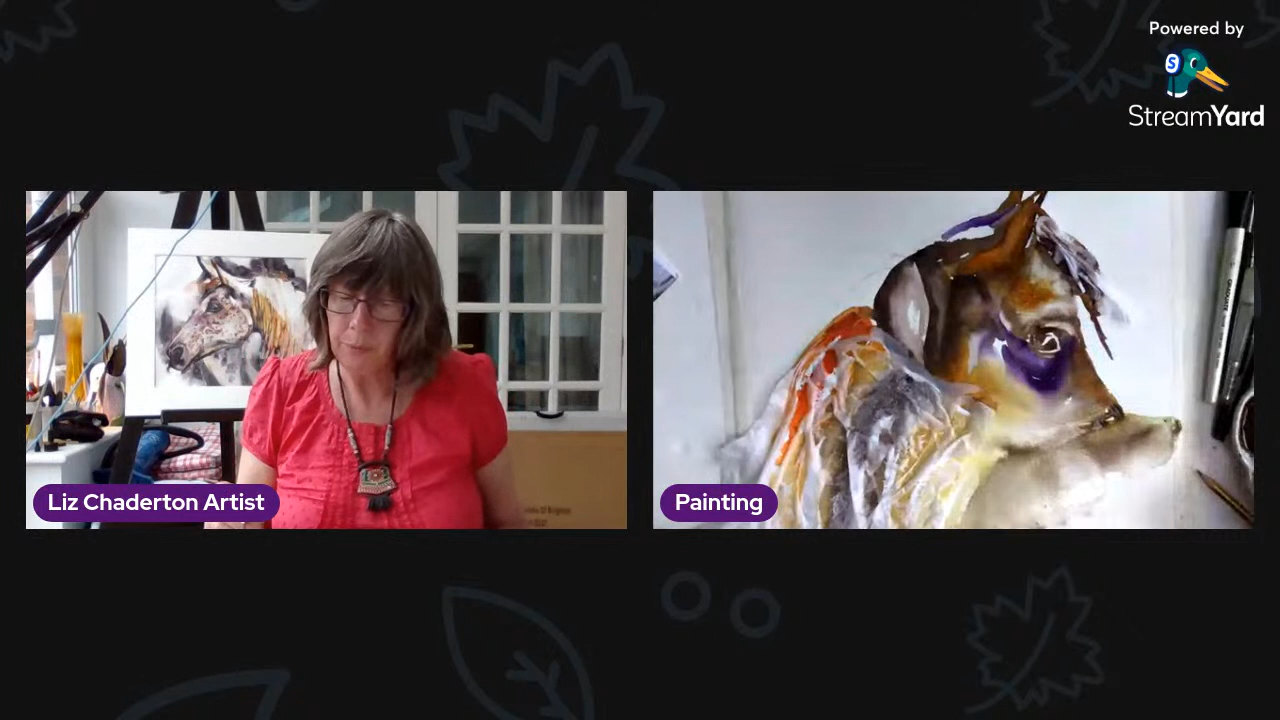 Powered by
S
StreamYard
Liz Chaderton Artist
Painting